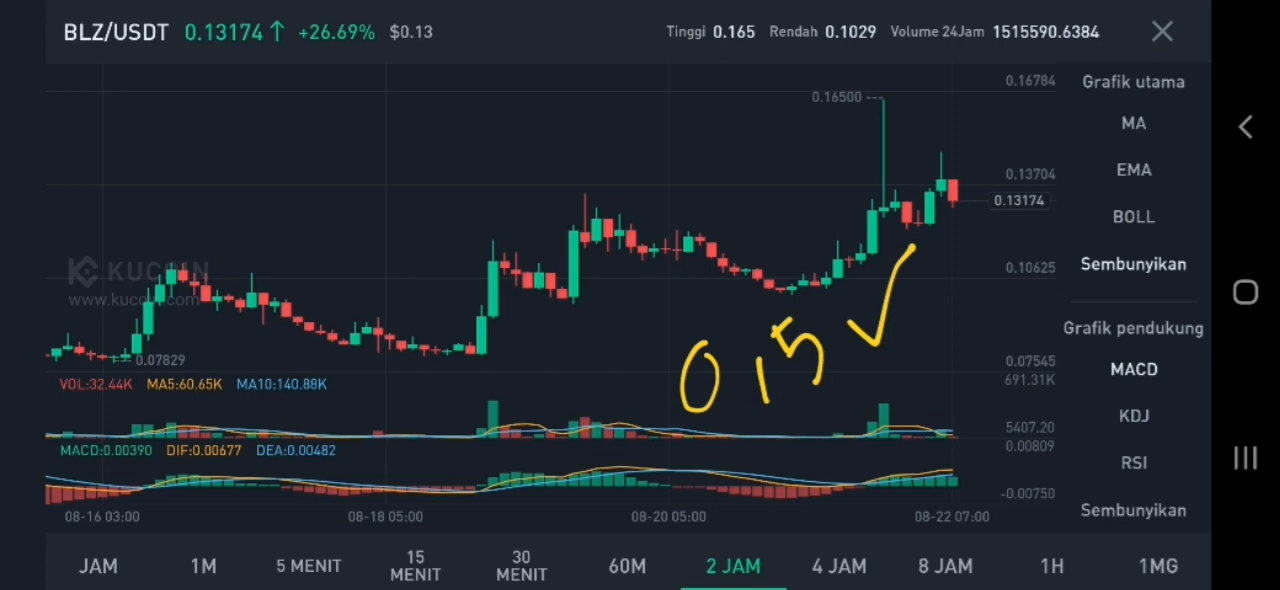 BLZ/USDT 0.13174↑ +26.69% $0.13 Tinggi 0.165 Rendah 0.1029 Volume 24Jam 1515590.6384
Grafik utama
MA
EMA
BOLL
Sembunyikan
Grafik pendukung
MACD
KDJ
RSI
Sembunyikan
0.16784
0.16500
0.13704
0.13174
0.10625
0.07545
691.31K
5407.20
0.00809
-0.00750
KUCOIN
www.kucoin.com
0.07829
015
VOL:32.44K MA5:60.65K MA10:140.88K
MACD:0.00390 DIF:0.00677 DEA:0.00482
08-16 03:00 08-18 05:00 08-20 05:00 08-22 07:00
JAM 1M 5 MENIT 15 MENIT 30 MENIT 60M 2 JAM 4 JAM 8 JAM 1H 1MG